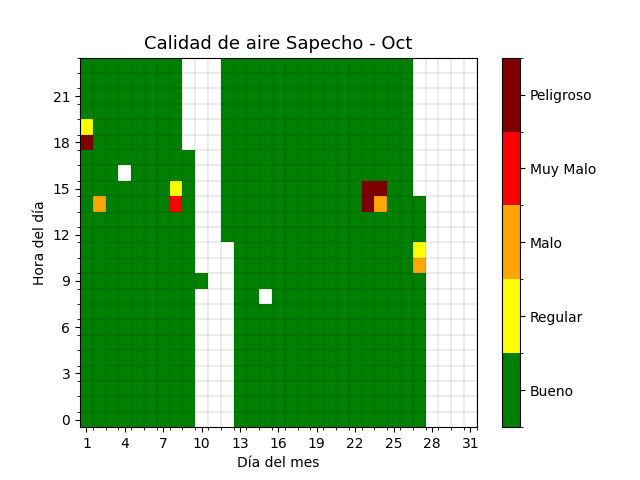 Calidad de aire Sapecho - Oct
21
18
15
12
9
6
3
0
Hora del día
1 4 7 10 13 16 19 22 25 28 31
Día del mes
Peligroso
Muy Malo
Malo
Regular
Bueno